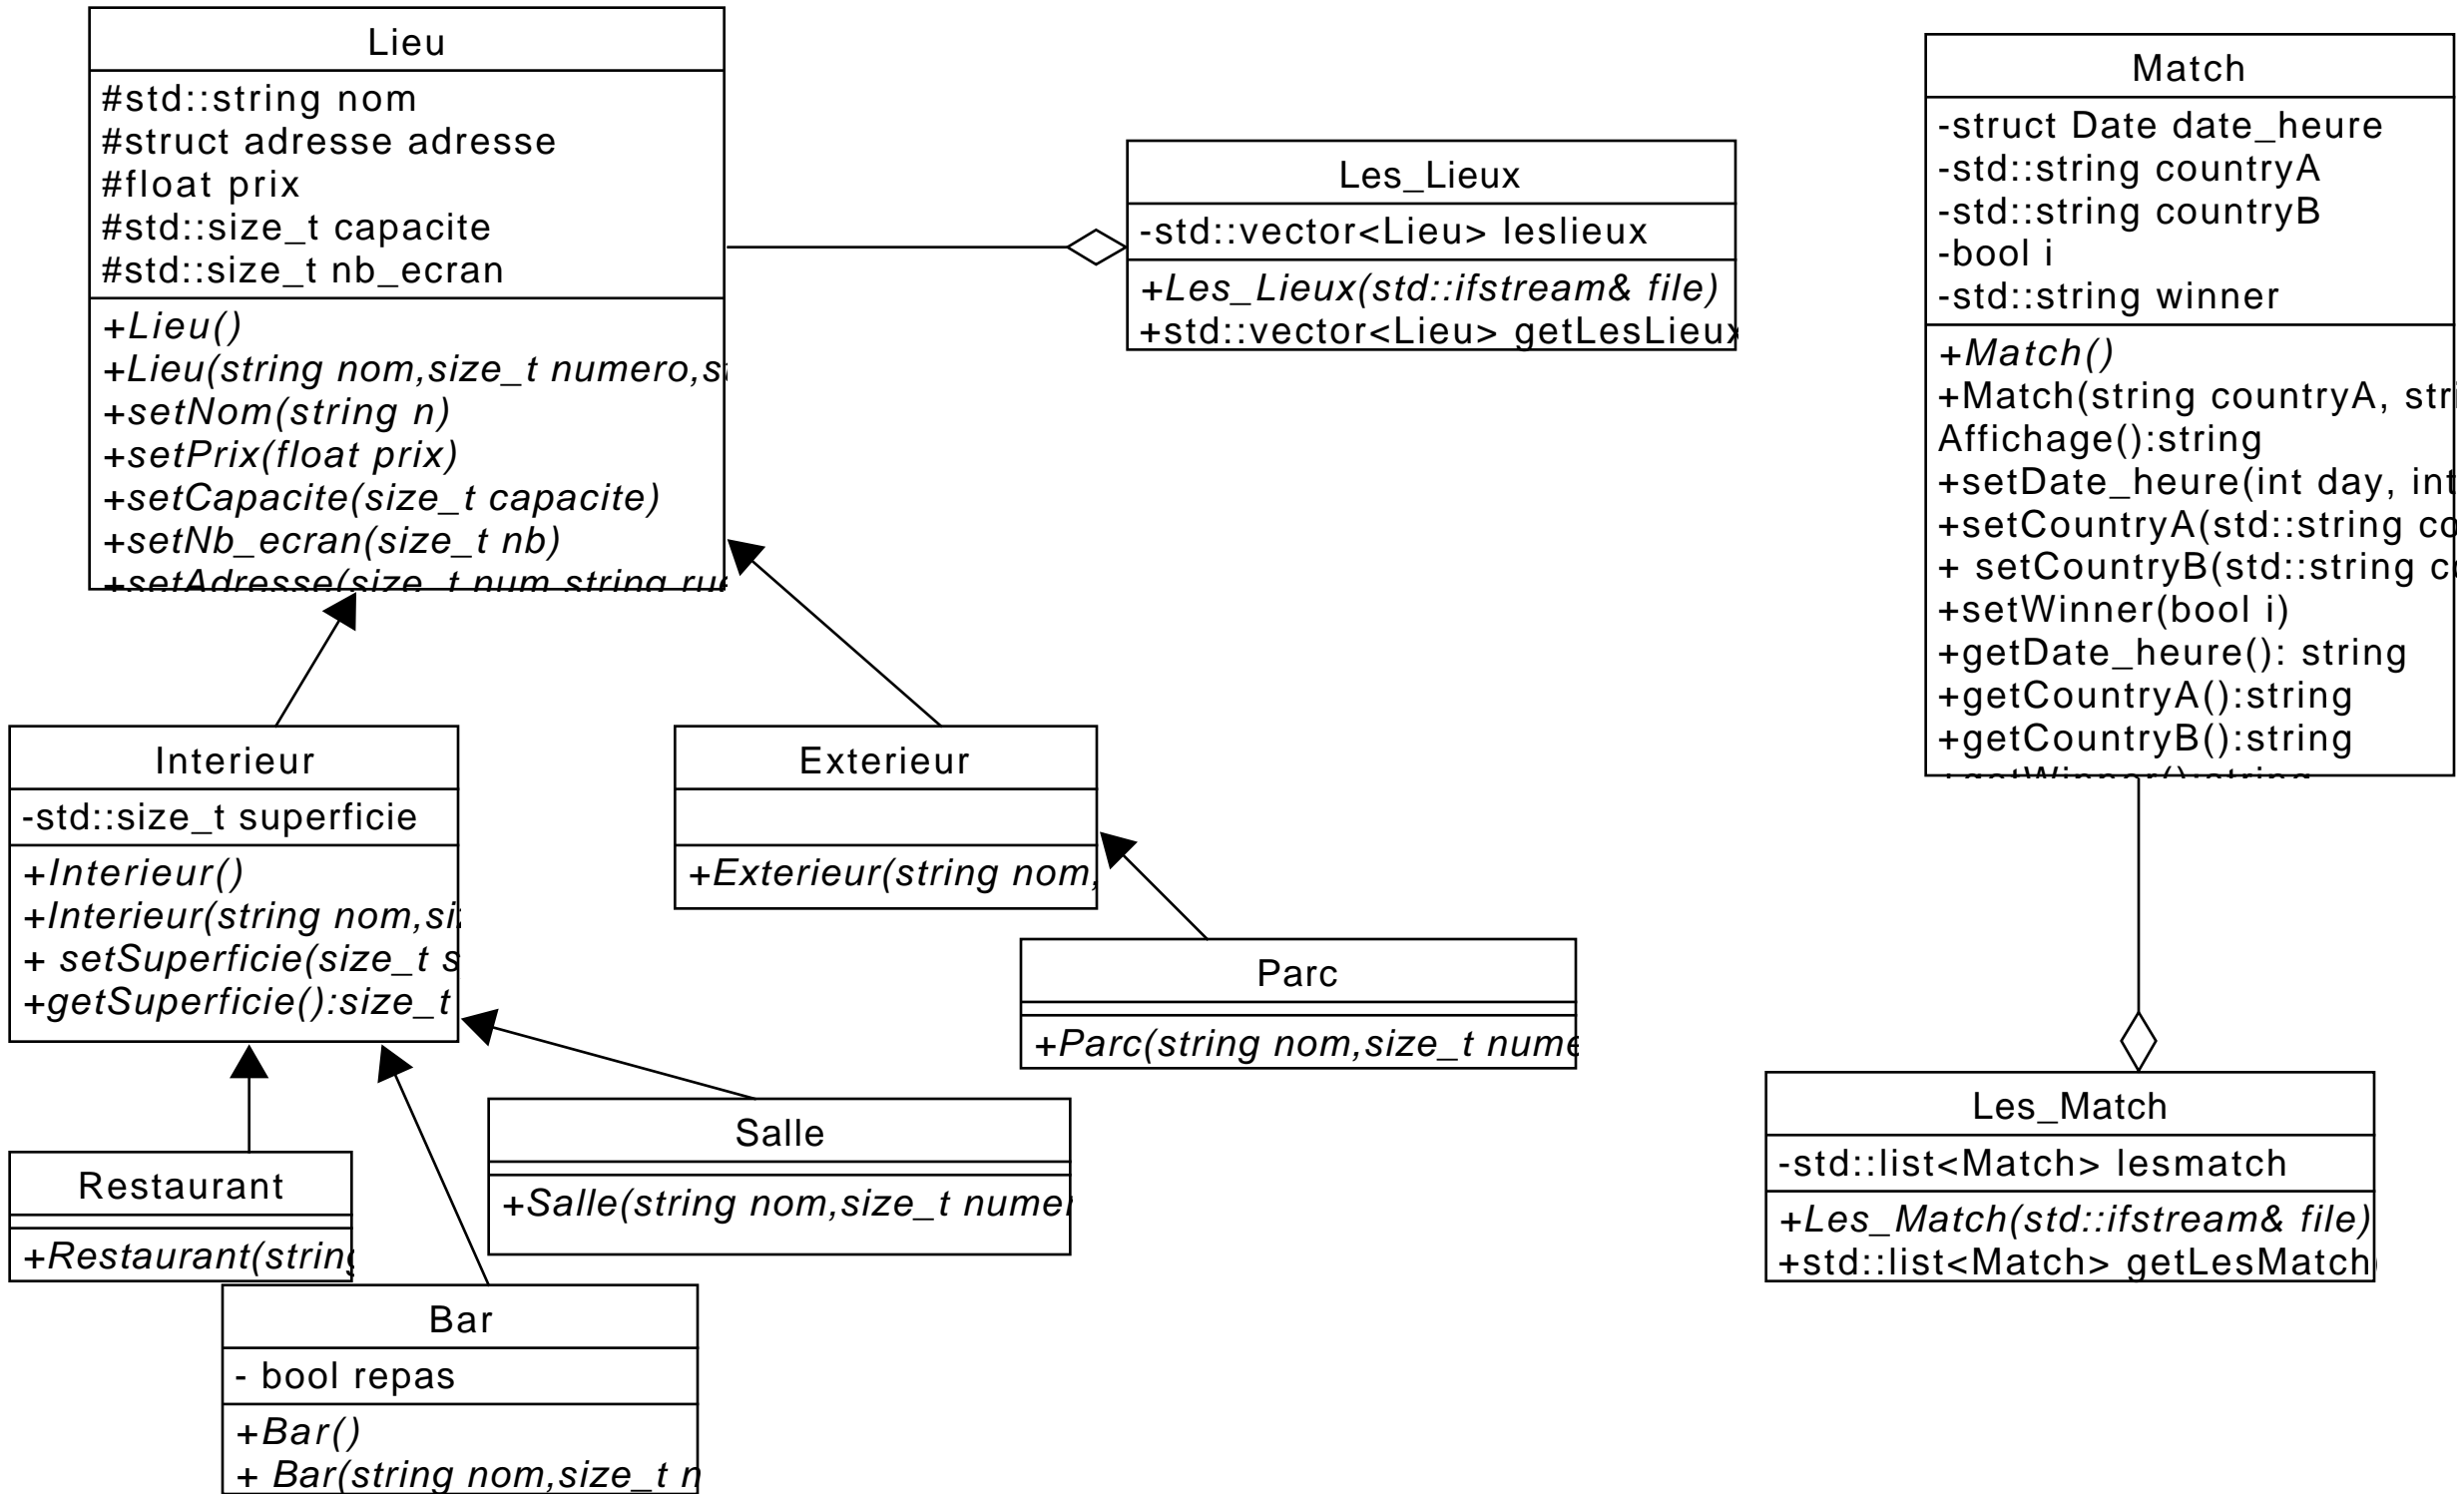 Lieu
#std::string nom
#struct adresse adresse
#float prix
#std::size_t capacite
#std::size_t nb_ecran
+Lieu()
+Lieu(string nom,size_t numero,
+setNom(string n)
+setPrix(float prix)
+setCapacite(size_t capacite)
+setNb_ecran(size_t nb)
+setAdresse(size_t num,string
Les_Lieux
-std::vector<Lieu> leslieux
+Les_Lieux(std::ifstream& file)
+std::vector<Lieu> getLesLieux
Match
-struct Date date_heure
-std::string countryA
-std::string countryB
-bool i
-std::string winner
+Match()
+Match(string countryA,
Affichage():string
+setDate_heure(int day, int
+setCountryA(std::string
+ setCountryB(std::string
+setWinner(bool i)
+getDate_heure(): string
+getCountryA():string
+getCountryB():string
+getWinner():string
Interieur
-std::size_t superficie
+Interieur()
+Interieur(string nom,
+ setSuperficie(size_t s
+getSuperficie():size_t
Exterieur
+Exterieur(string nom,
Parc
+Parc(string nom,size_t
Salle
+Salle(string nom,size_t
Restaurant
+Restaurant(string
Bar
- bool repas
+Bar()
+ Bar(string nom,size_t n
Les_Match
-std::list<Match> lesmatch
+Les_Match(std::ifstream& file)
+std::list<Match> getLesMatch